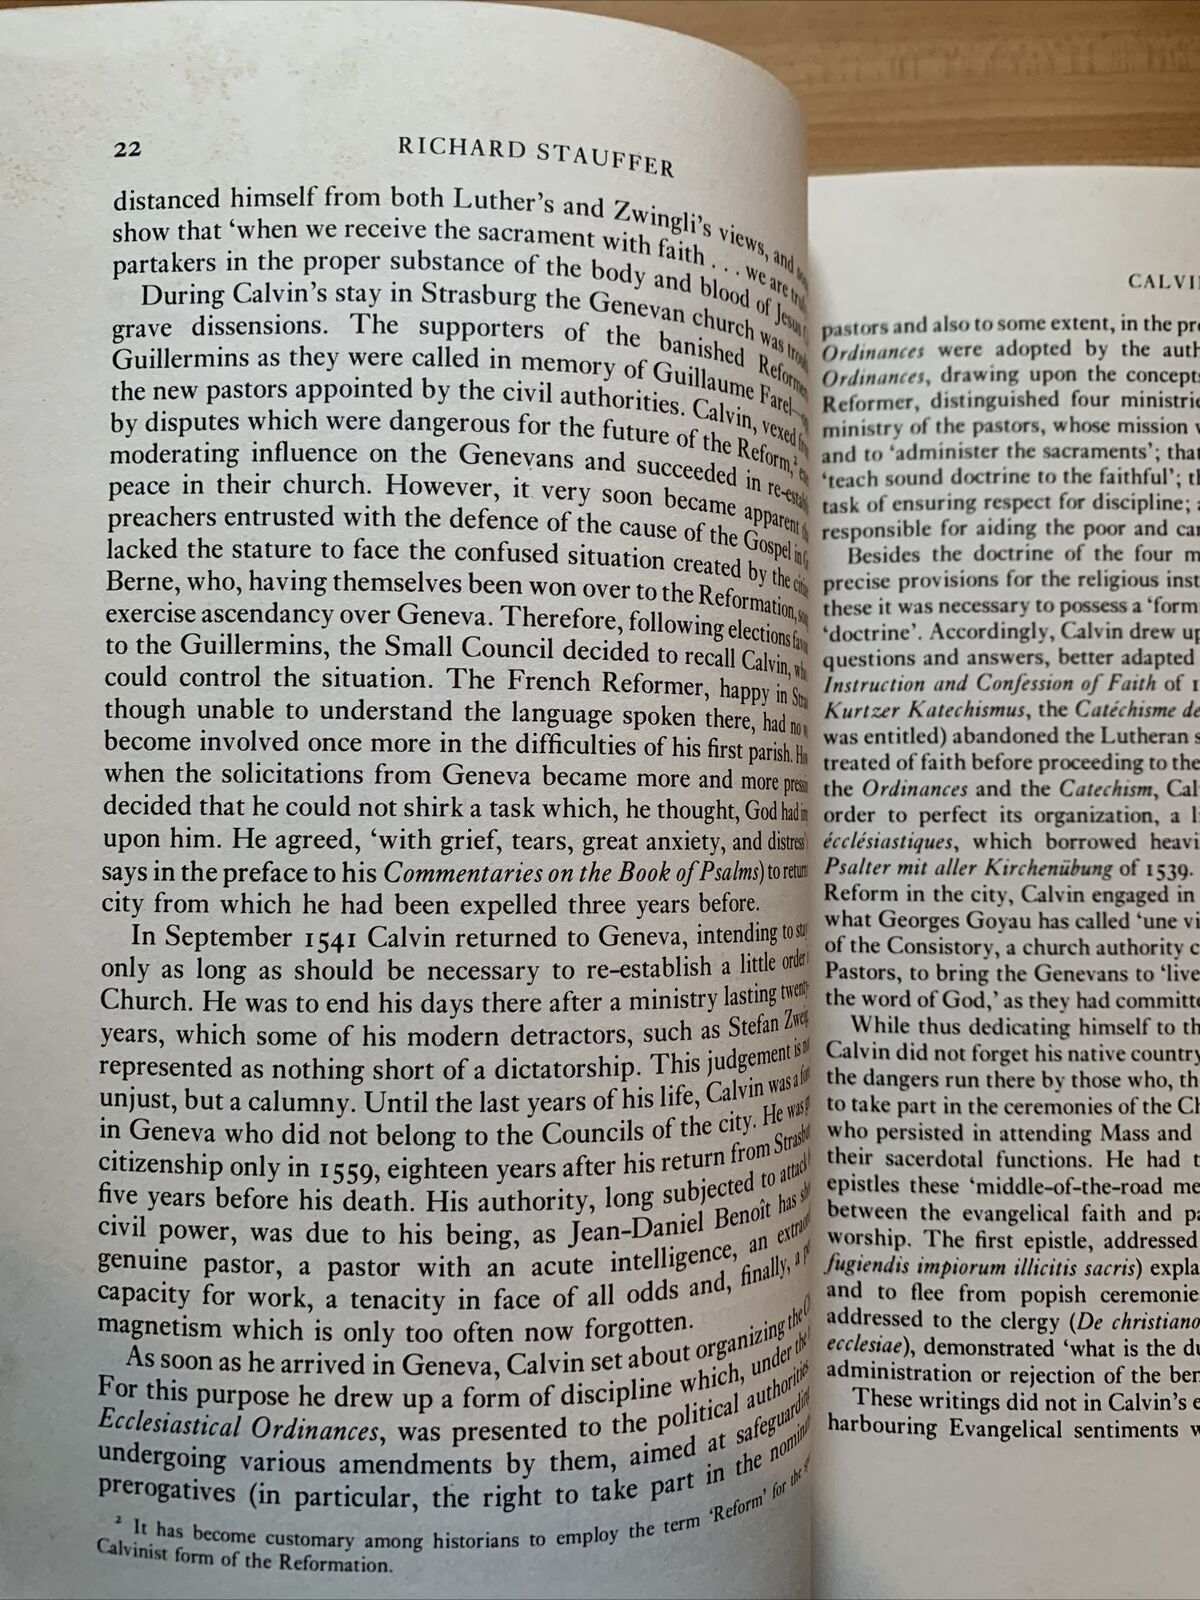 22
RICHARD STAUFFER
distanced himself from both Luther's and Zwingli's views, and
show that 'when we receive the sacrament with faith . . . we are
partakers in the proper substance of the body and blood of Jesus
During Calvin's stay in Strasburg the Genevan church was
grave dissensions. The supporters of the banished
Guillermins as they were called in memory of Guillaume Farel—
the new pastors appointed by the civil authorities. Calvin, vexed
by disputes which were dangerous for the future of the Reform,²
moderating influence on the Genevans and succeeded in
peace in their church. However, it very soon became apparent
preachers entrusted with the defence of the cause of the Gospel in
lacked the stature to face the confused situation created by the
Berne, who, having themselves been won over to the Reformation,
exercise ascendancy over Geneva. Therefore, following elections
to the Guillermins, the Small Council decided to recall Calvin,
could control the situation. The French Reformer, happy in
though unable to understand the language spoken there, had no
become involved once more in the difficulties of his first parish.
when the solicitations from Geneva became more and more
decided that he could not shirk a task which, he thought, God had
upon him. He agreed, 'with grief, tears, great anxiety, and distress'
says in the preface to his Commentaries on the Book of Psalms) to return
city from which he had been expelled three years before.
In September 1541 Calvin returned to Geneva, intending to
only as long as should be necessary to re-establish a little order
Church. He was to end his days there after a ministry lasting
years, which some of his modern detractors, such as Stefan
represented as nothing short of a dictatorship. This judgement is
unjust, but a calumny. Until the last years of his life, Calvin was a
in Geneva who did not belong to the Councils of the city. He was
citizenship only in 1559, eighteen years after his return from
five years before his death. His authority, long subjected to
civil power, was due to his being, as Jean-Daniel Benoît has
genuine pastor, a pastor with an acute intelligence, an
capacity for work, a tenacity in face of all odds and, finally, a
magnetism which is only too often now forgotten.
As soon as he arrived in Geneva, Calvin set about organizing the
For this purpose he drew up a form of discipline which, under the
Ecclesiastical Ordinances, was presented to the political authorities
undergoing various amendments by them, aimed at safeguarding
prerogatives (in particular, the right to take part in the
² It has become customary among historians to employ the term 'Reform' for the
Calvinist form of the Reformation.
pastors and also to some extent, in the
Ordinances were adopted by the
Ordinances, drawing upon the
Reformer, distinguished four
ministry of the pastors, whose mission
and to 'administer the sacraments';
'teach sound doctrine to the faithful';
task of ensuring respect for discipline;
responsible for aiding the poor and
Besides the doctrine of the four
precise provisions for the religious
these it was necessary to possess a
'doctrine'. Accordingly, Calvin drew
questions and answers, better adapted
Instruction and Confession of Faith of
Kurtzer Katechismus, the Catéchisme
was entitled) abandoned the Lutheran
treated of faith before proceeding to
the Ordinances and the Catechism,
order to perfect its organization, a
écclésiastiques, which borrowed
Psalter mit aller Kirchenübung of 1539.
Reform in the city, Calvin engaged in
what Georges Goyau has called 'une
of the Consistory, a church authority
Pastors, to bring the Genevans to 'live
the word of God,' as they had
While thus dedicating himself to
Calvin did not forget his native country
the dangers run there by those who,
to take part in the ceremonies of the
who persisted in attending Mass and
their sacerdotal functions. He had
epistles these 'middle-of-the-road
between the evangelical faith and
worship. The first epistle, addressed
fugiendis impiorum illicitis sacris)
and to flee from popish
addressed to the clergy (De
ecclesiae), demonstrated 'what is the
administration or rejection of the
These writings did not in Calvin's
harbouring Evangelical sentiments